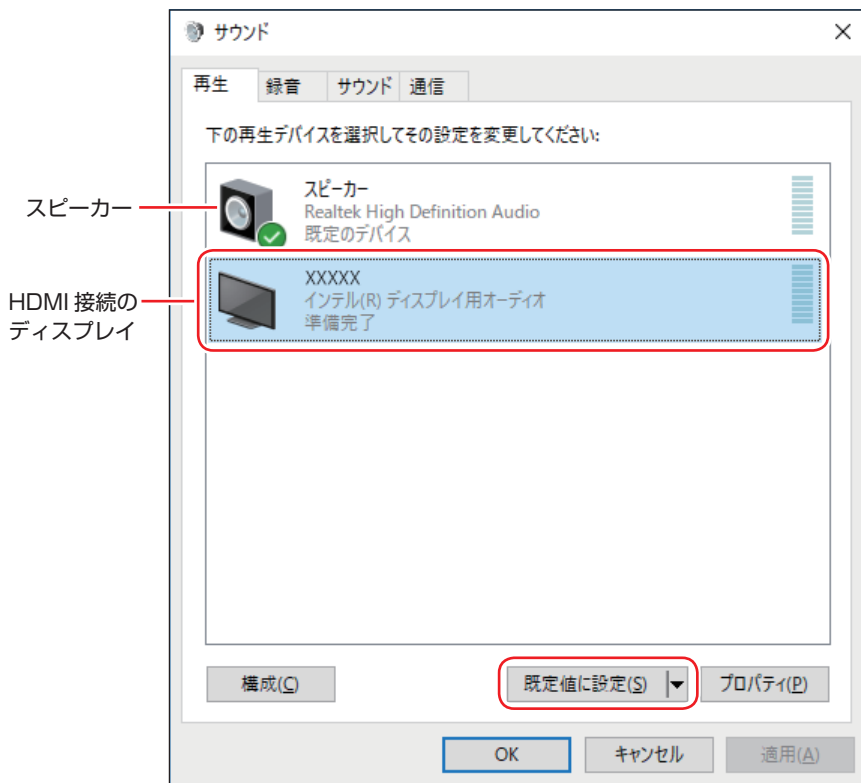 サウンド
再生 録音 サウンド 通信
下の再生デバイスを選択してその設定を変更してください:
スピーカー
スピーカー
Realtek High Definition Audio
既定のデバイス
HDMI 接続の
ディスプレイ
XXXXX
インテル(R) ディスプレイ用オーディオ
準備完了
構成(C) 既定値に設定(S) プロパティ(P)
OK キャンセル 適用(A)